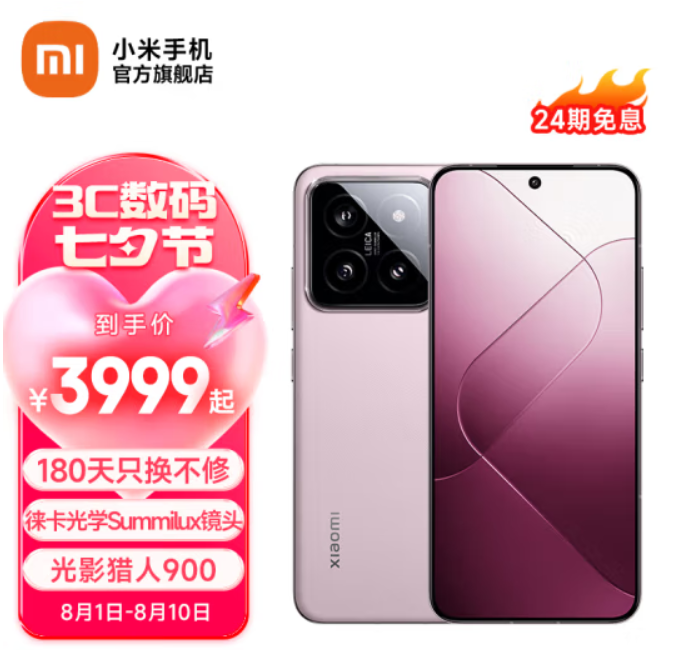 小米手机
官方旗舰店
24期免息
3C数码
七夕节
到手价
¥3999起
180天只换不修
徕卡光学Summilux镜头
光影猎人900
8月1日-8月10日
LEICA
xiaomi